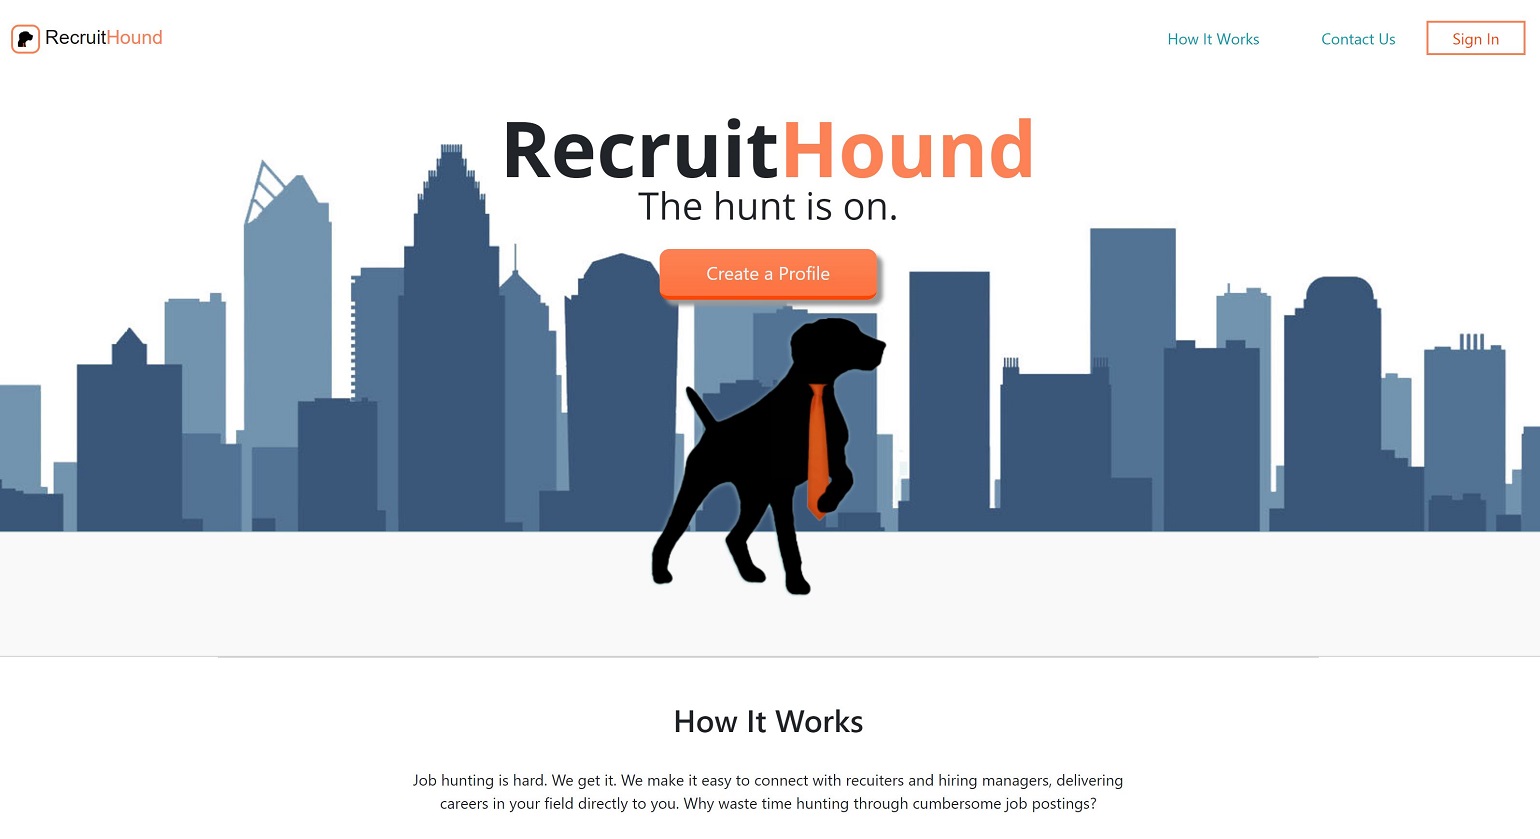 RecruitHound
How It Works
Contact Us
Sign In
RecruitHound
The hunt is on.
Create a Profile
How It Works
Job hunting is hard. We get it. We make it easy to connect with recuiters and hiring managers, delivering
careers in your field directly to you. Why waste time hunting through cumbersome job postings?